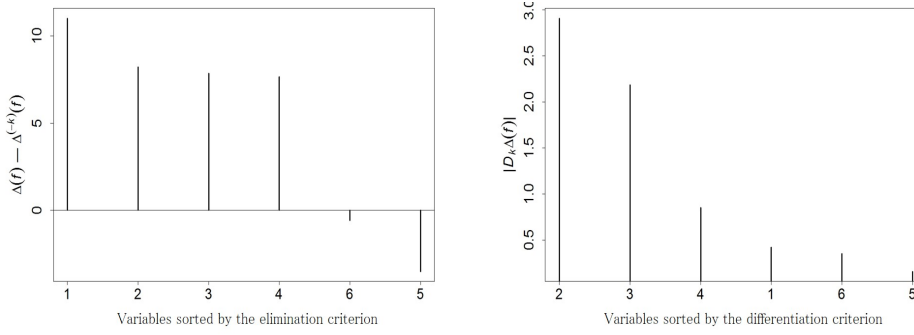 Δ(f) — Δ^(−k)(f)
10
5
0
1 2 3 4 6 5
Variables sorted by the elimination criterion
|D_kΔ(f)|
3.0
2.5
2.0
1.5
1.0
0.5
2 3 4 1 6 5
Variables sorted by the differentiation criterion